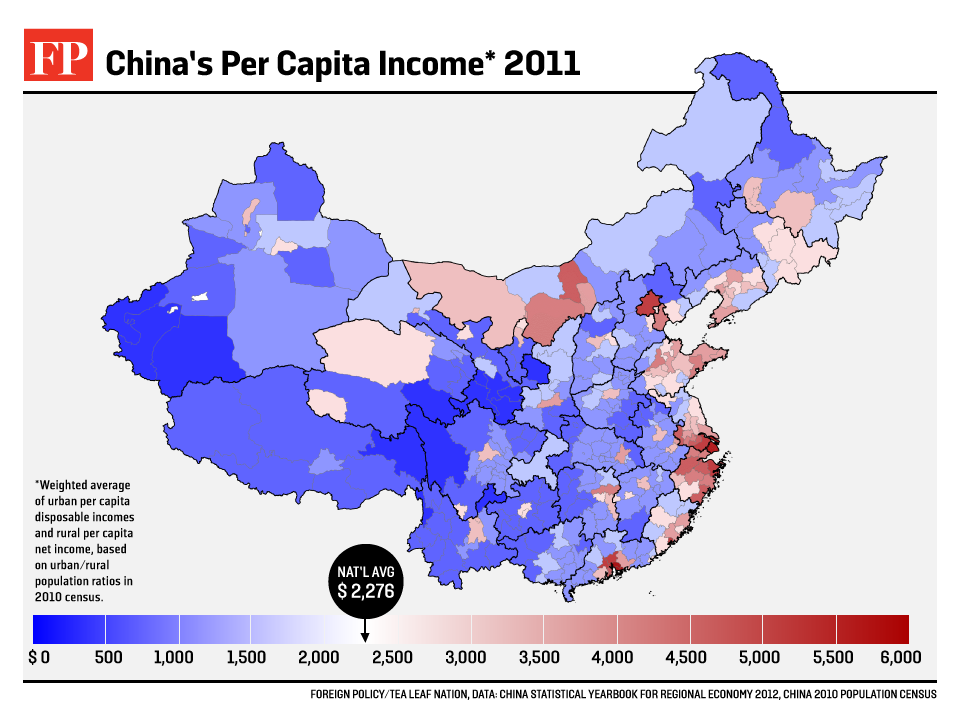 FP
China's Per Capita Income* 2011
*Weighted average
of urban per capita
disposable incomes
and rural per capita
net income, based
on urban/rural
population ratios in
2010 census.
NAT'L AVG
$ 2,276
$ 0 500 1,000 1,500 2,000 2,500 3,000 3,500 4,000 4,500 5,000 5,500 6,000
FOREIGN POLICY/TEA LEAF NATION, DATA: CHINA STATISTICAL YEARBOOK FOR REGIONAL ECONOMY 2012, CHINA 2010 POPULATION CENSUS